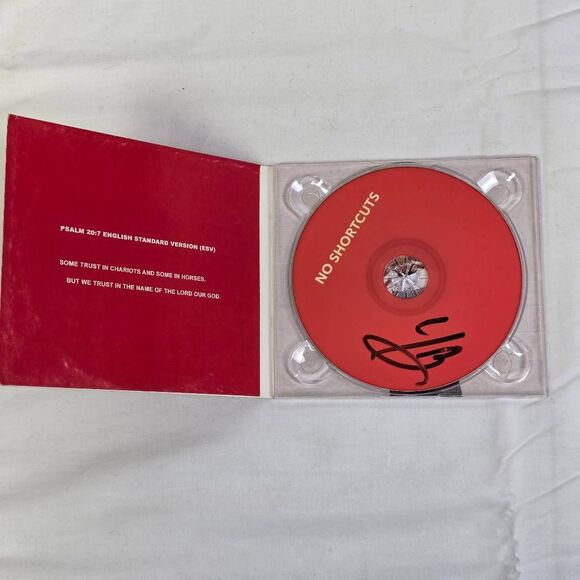 PSALM 20:7 ENGLISH STANDARD VERSION (ESV)
SOME TRUST IN CHARIOTS AND SOME IN HORSES,
BUT WE TRUST IN THE NAME OF THE LORD OUR GOD.
NO SHORTCUTS